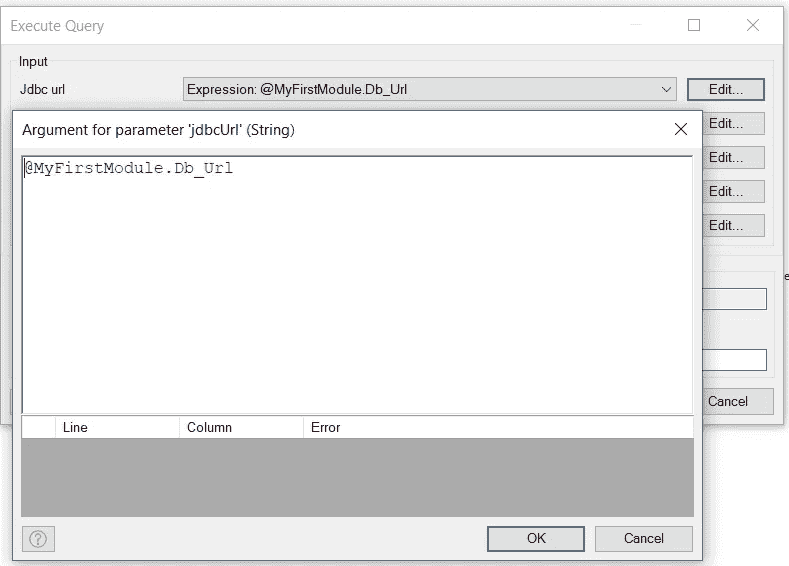 Execute Query
Input
Jdbc url Expression: @MyFirstModule.Db_Url Edit...
Argument for parameter 'jdbcUrl' (String)
Edit...
@MyFirstModule.Db_Url
Edit...
Edit...
Edit...
Cancel
Line Column Error
? OK Cancel